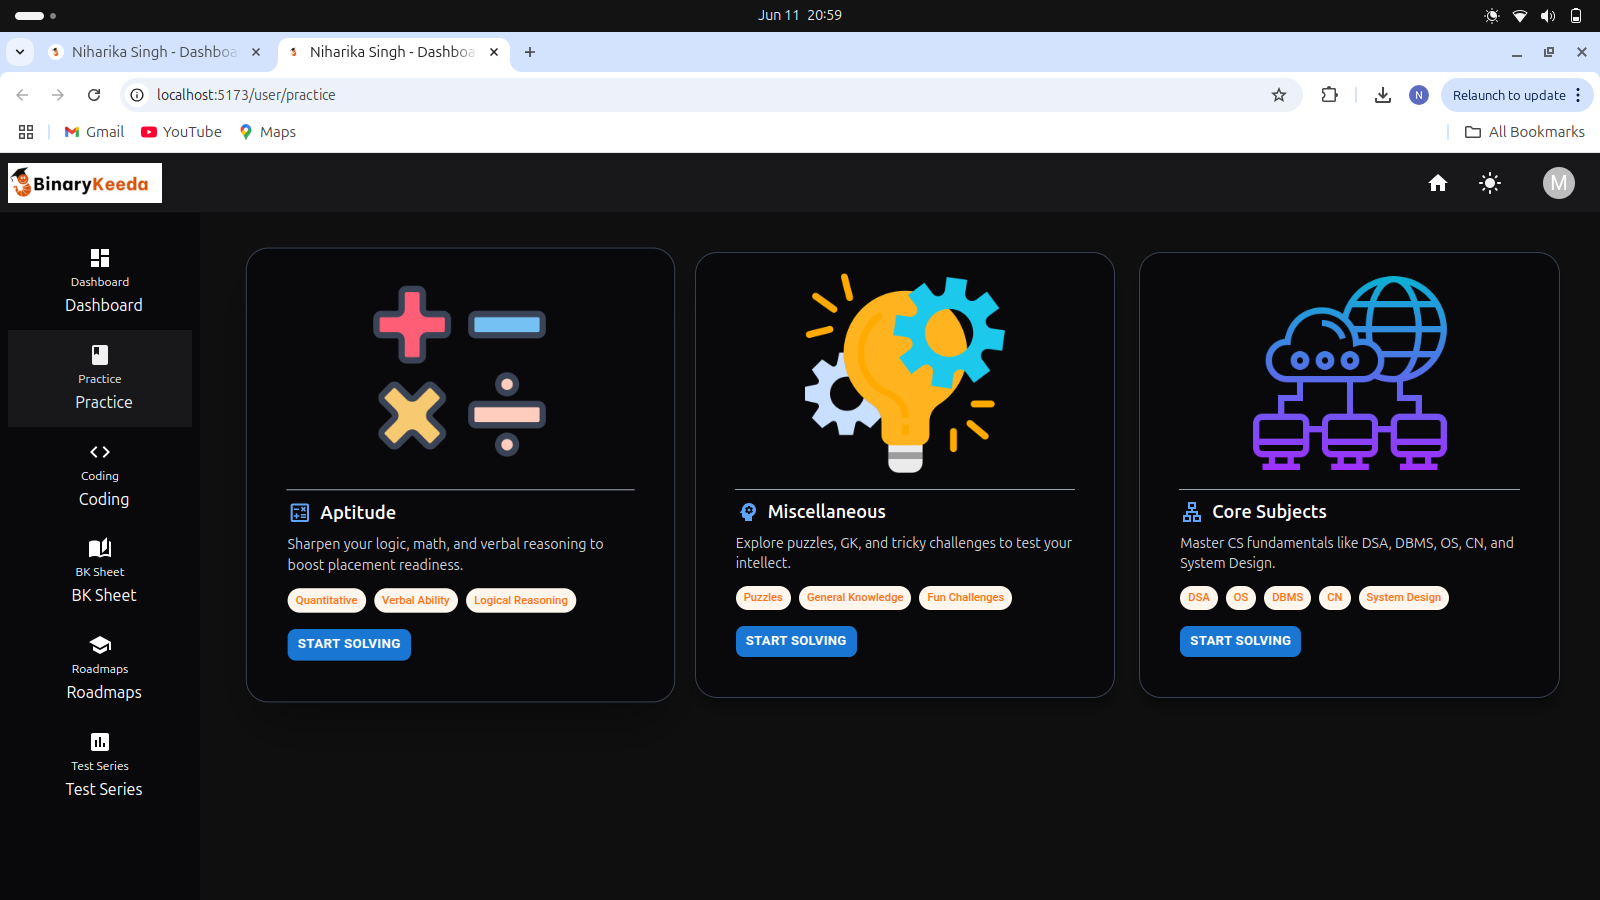 Jun 11 20:59
Niharika Singh - Dashboa
Niharika Singh - Dashboa
localhost:5173/user/practice
N
Relaunch to update
Gmail
YouTube
Maps
All Bookmarks
BinaryKeeda
M
Dashboard
Dashboard
Practice
Practice
Coding
Coding
BK Sheet
BK Sheet
Roadmaps
Roadmaps
Test Series
Test Series
Aptitude
Sharpen your logic, math, and verbal reasoning to
boost placement readiness.
Quantitative Verbal Ability Logical Reasoning
START SOLVING
Miscellaneous
Explore puzzles, GK, and tricky challenges to test your
intellect.
Puzzles General Knowledge Fun Challenges
START SOLVING
Core Subjects
Master CS fundamentals like DSA, DBMS, OS, CN, and
System Design.
DSA OS DBMS CN System Design
START SOLVING